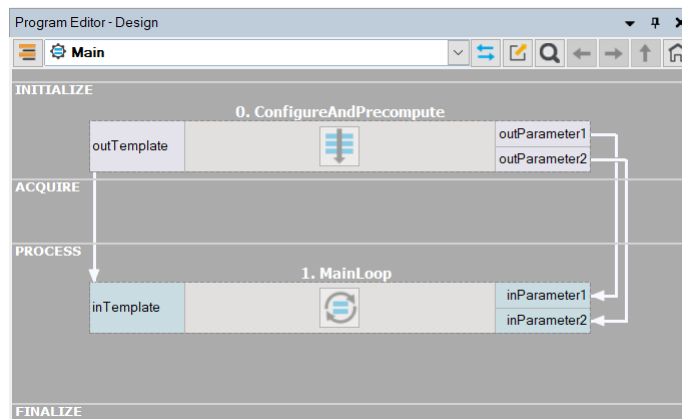 Program Editor - Design
Main
INITIALIZE
0. ConfigureAndPrecompute
outTemplate
outParameter1
outParameter2
ACQUIRE
PROCESS
1. MainLoop
inTemplate
inParameter1
inParameter2
FINALIZE